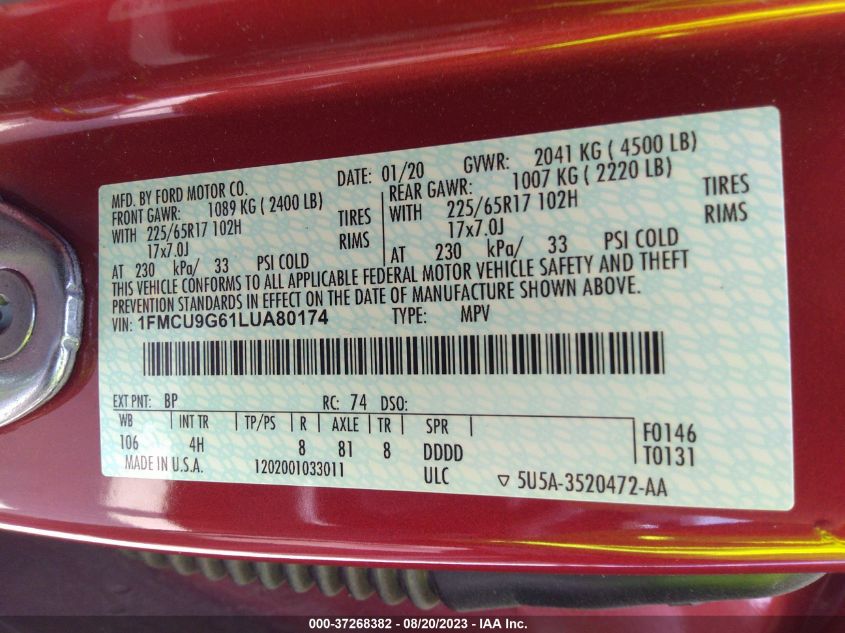 MFD. BY FORD MOTOR CO. DATE: 01/20 GVWR: 2041 KG ( 4500 LB)
FRONT GAWR: 1089 KG ( 2400 LB) REAR GAWR: 1007 KG ( 2220 LB)
WITH 225/65R17 102H TIRES WITH 225/65R17 102H TIRES
17x7.0J RIMS 17x7.0J RIMS
AT 230 kPa/ 33 PSI COLD AT 230 kPa/ 33 PSI COLD
THIS VEHICLE CONFORMS TO ALL APPLICABLE FEDERAL MOTOR VEHICLE SAFETY AND THEFT
PREVENTION STANDARDS IN EFFECT ON THE DATE OF MANUFACTURE SHOWN ABOVE.
VIN: 1FMCU9G61LUA80174 TYPE: MPV
EXT PNT: BP RC: 74 DSO:
WB INT TR TP/PS R AXLE TR SPR F0146
106 4H 8 81 8 DDDD T0131
MADE IN U.S.A. 1202001033011 ULC ▽ 5U5A-3520472-AA
000-37268382 - 08/20/2023 - IAA Inc.